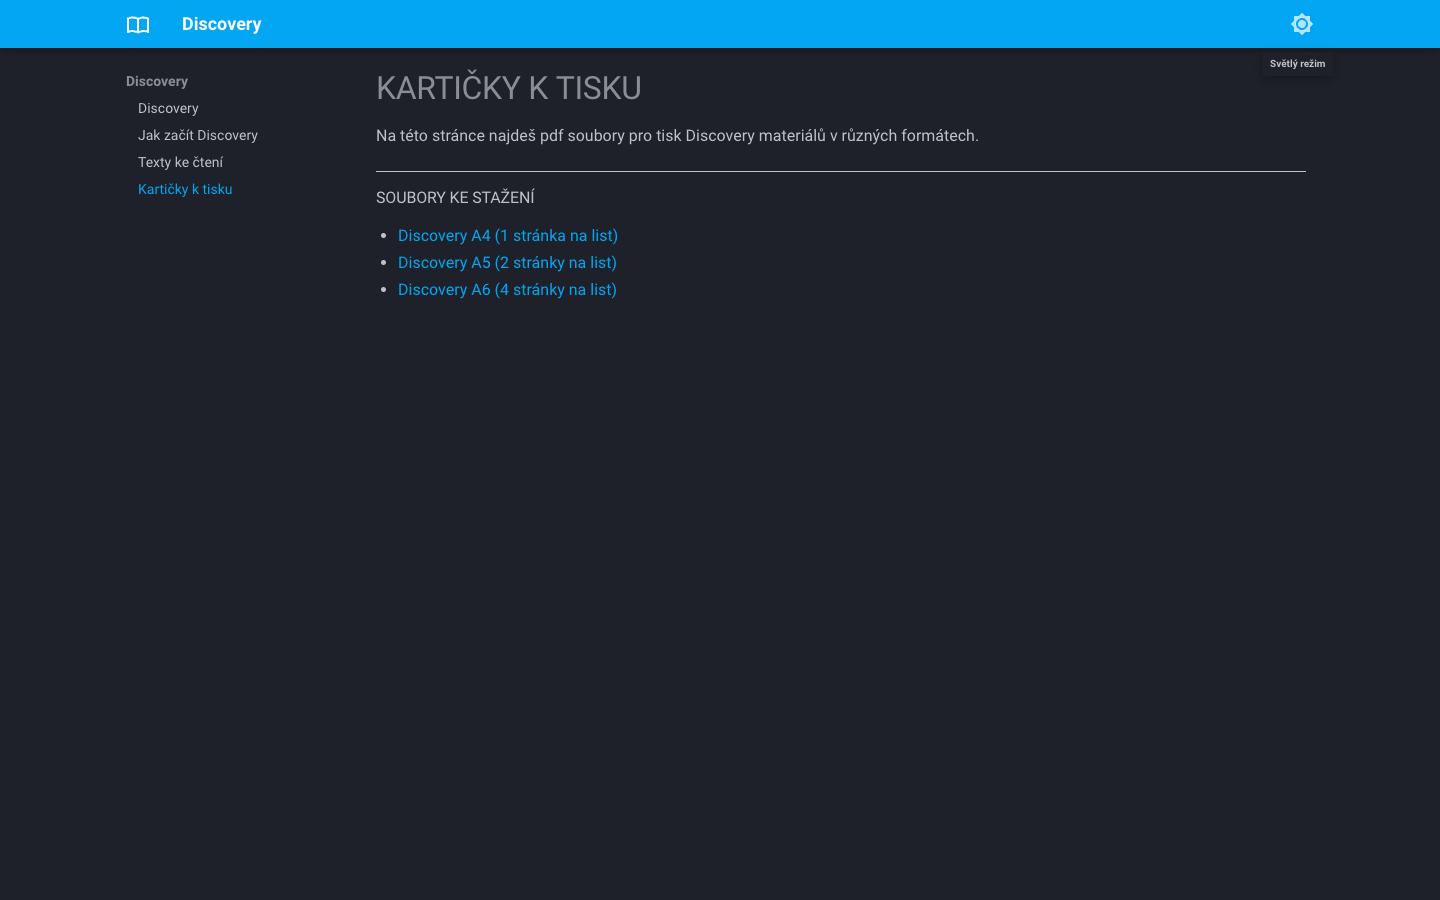 Discovery
Světlý režim
Discovery
Discovery
Jak začít Discovery
Texty ke čtení
Kartičky k tisku
KARTIČKY K TISKU
Na této stránce najdeš pdf soubory pro tisk Discovery materiálů v různých formátech.
SOUBORY KE STAŽENÍ
Discovery A4 (1 stránka na list)
Discovery A5 (2 stránky na list)
Discovery A6 (4 stránky na list)